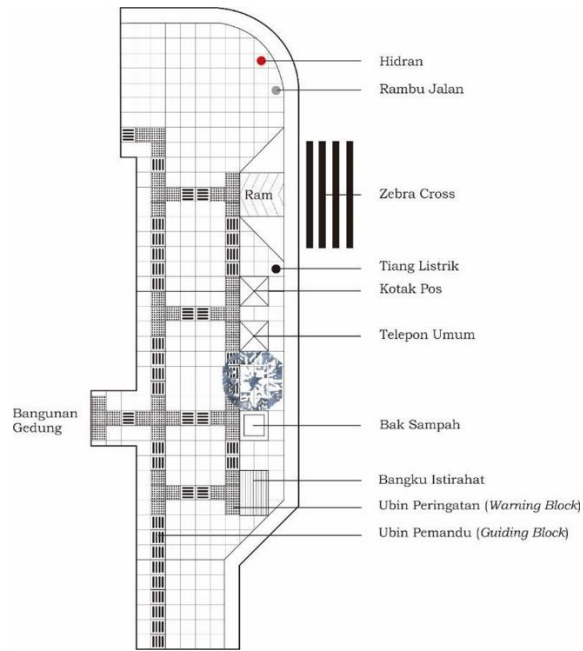 Hidran
Rambu Jalan
Ram
Zebra Cross
Tiang Listrik
Kotak Pos
Telepon Umum
Bangunan
Gedung
Bak Sampah
Bangku Istirahat
Ubin Peringatan (Warning Block)
Ubin Pemandu (Guiding Block)